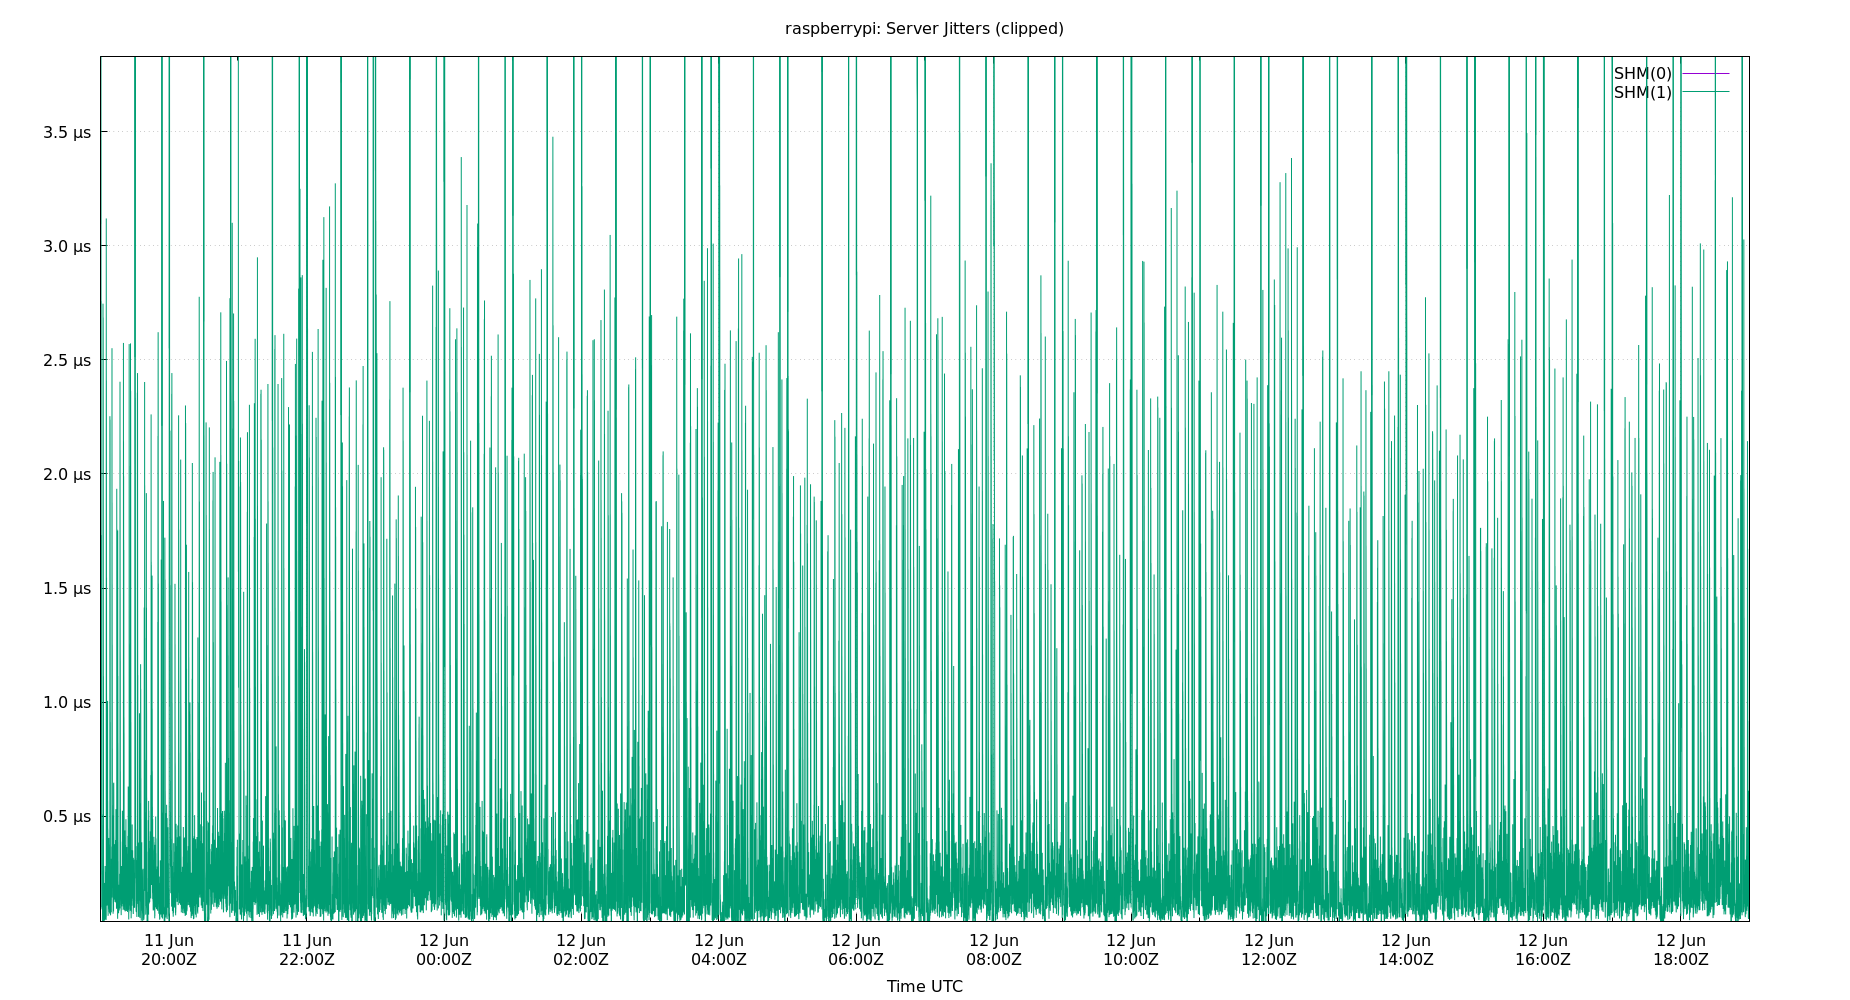 raspberrypi: Server Jitters (clipped)
SHM(0)
SHM(1)
3.5 μs
3.0 μs
2.5 μs
2.0 μs
1.5 μs
1.0 μs
0.5 μs
11 Jun 11 Jun 12 Jun 12 Jun 12 Jun 12 Jun 12 Jun 12 Jun 12 Jun 12 Jun 12 Jun 12 Jun
20:00Z 22:00Z 00:00Z 02:00Z 04:00Z 06:00Z 08:00Z 10:00Z 12:00Z 14:00Z 16:00Z 18:00Z
Time UTC